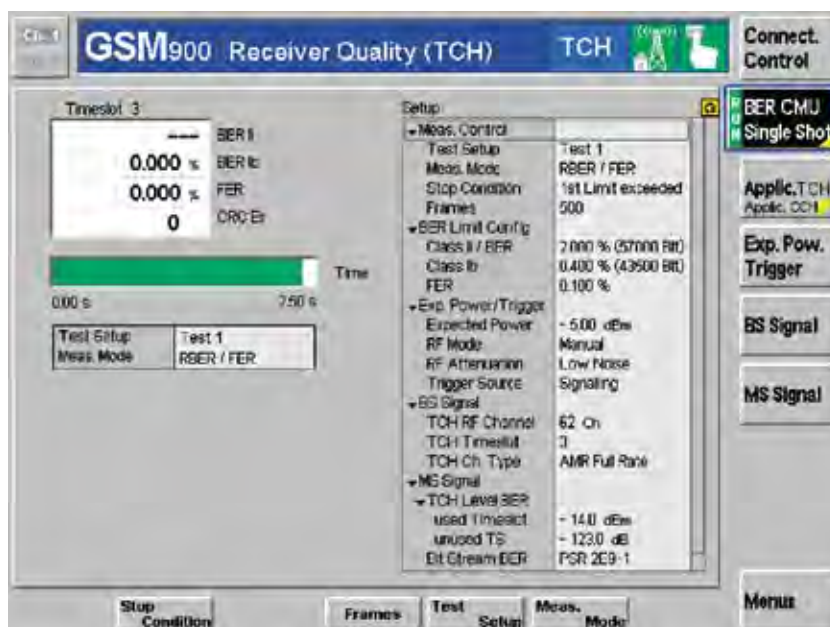 GSM900 Receiver Quality (TCH) TCH
Connect. Control
Timeslot 3
--- BER II
0.000 % BER Ib
0.000 % FER
0 CRC Err
Time
0.00 s 7.50 s
Test Setup Test 1
Meas. Mode RBER / FER
Setup
Meas. Control
Test Setup Test 1
Meas. Mode RBER / FER
Stop Condition 1st Limit exceeded
Frames 500
BER Limit Config
Class II / BER 2.000 % (57000 Bit)
Class Ib 0.400 % (43500 Bit)
FER 0.100 %
Exp. Power/Trigger
Expected Power - 5.00 dBm
RF Mode Manual
RF Attenuation Low Noise
Trigger Source Signaling
BS Signal
TCH RF Channel 62 Ch
TCH Timeslot 3
TCH Ch. Type AMR Full Rate
MS Signal
TCH Level BER
used Timeslot - 14.0 dBm
unused TS - 123.0 dB
Bit Stream BER PSR 2E9-1
RUN
BER CMU
Single Shot
Applic. TCH
Applic. CCH
Exp. Pow.
Trigger
BS Signal
MS Signal
Stop Condition
Frames
Test Setup
Meas. Mode
Menus